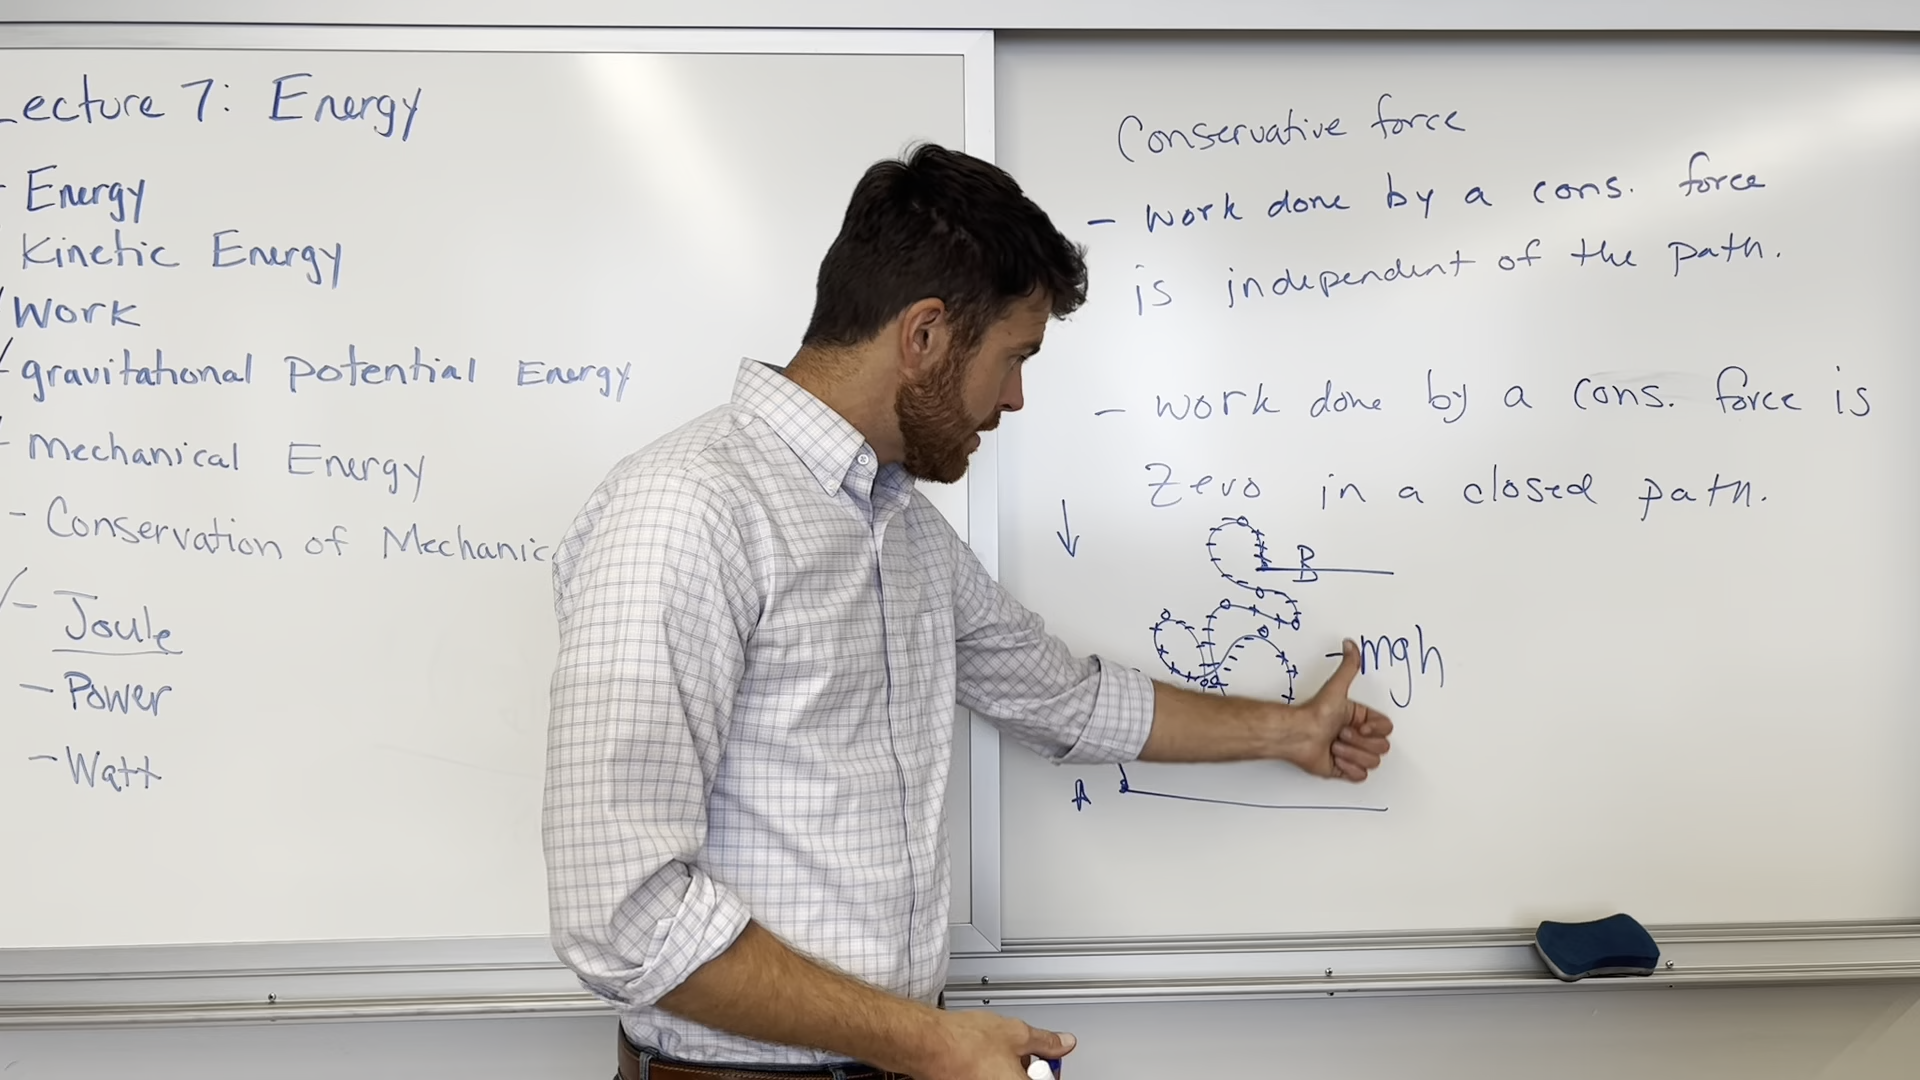 Lecture 7: Energy
- Energy
Kinetic Energy
Work
gravitational potential Energy
- Mechanical Energy
- Conservation of Mechanic
- Joule
- Power
- Watt
Conservative force
- work done by a cons. force
is independent of the path.
- work done by a cons. force is
Zero in a closed path.
B
-mgh
A